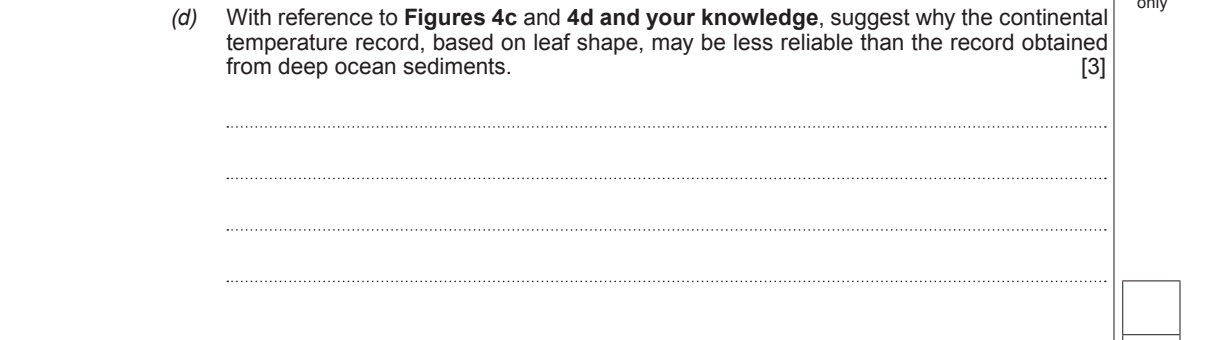 only
(d) With reference to Figures 4c and 4d and your knowledge, suggest why the continental
temperature record, based on leaf shape, may be less reliable than the record obtained
from deep ocean sediments. [3]